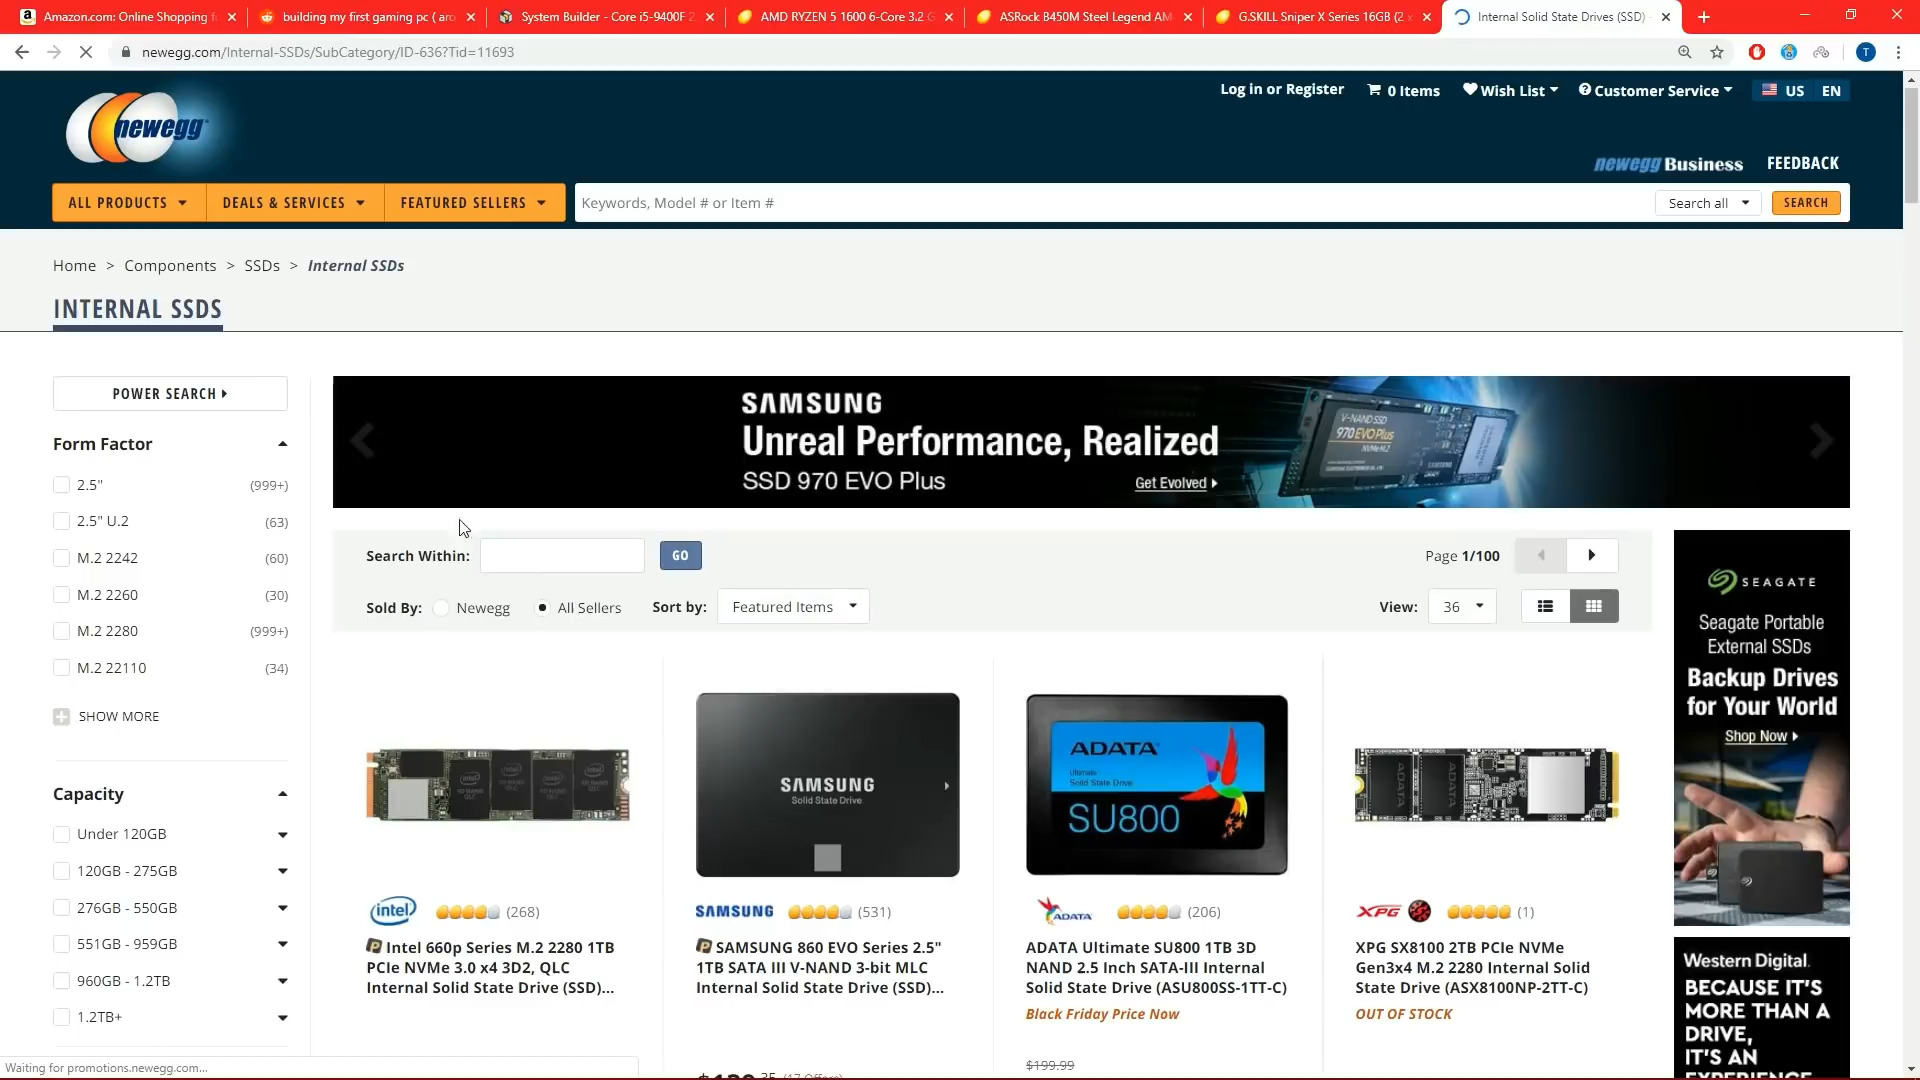 Amazon.com: Online Shopping f
building my first gaming pc ( aro
System Builder - Core i5-9400F 2.
AMD RYZEN 5 1600 6-Core 3.2 G
ASRock B450M Steel Legend AM
G.SKILL Sniper X Series 16GB (2 x
Internal Solid State Drives (SSD)
newegg.com/Internal-SSDs/SubCategory/ID-636?Tid=11693
T
newegg
Log in or Register
0 Items
Wish List
Customer Service
US
EN
newegg Business
FEEDBACK
ALL PRODUCTS
DEALS & SERVICES
FEATURED SELLERS
Keywords, Model # or Item #
Search all
SEARCH
Home > Components > SSDs > Internal SSDs
INTERNAL SSDS
POWER SEARCH
Form Factor
2.5" (999+)
2.5" U.2 (63)
M.2 2242 (60)
M.2 2260 (30)
M.2 2280 (999+)
M.2 22110 (34)
SHOW MORE
Capacity
Under 120GB
120GB - 275GB
276GB - 550GB
551GB - 959GB
960GB - 1.2TB
1.2TB+
SAMSUNG
Unreal Performance, Realized
SSD 970 EVO Plus
Get Evolved
V-NAND SSD
970 EVO Plus
Search Within:
GO
Page 1/100
Sold By: Newegg All Sellers
Sort by: Featured Items
View: 36
intel (268)
Intel 660p Series M.2 2280 1TB
PCIe NVMe 3.0 x4 3D2, QLC
Internal Solid State Drive (SSD)...
SAMSUNG
Solid State Drive
SAMSUNG (531)
SAMSUNG 860 EVO Series 2.5"
1TB SATA III V-NAND 3-bit MLC
Internal Solid State Drive (SSD)...
(17 Offers)
ADATA
Ultimate
Solid State Drive
SU800
ADATA (206)
ADATA Ultimate SU800 1TB 3D
NAND 2.5 Inch SATA-III Internal
Solid State Drive (ASU800SS-1TT-C)
Black Friday Price Now
$199.99
XPG (1)
XPG SX8100 2TB PCIe NVMe
Gen3x4 M.2 2280 Internal Solid
State Drive (ASX8100NP-2TT-C)
OUT OF STOCK
SEAGATE
Seagate Portable
External SSDs
Backup Drives
for Your World
Shop Now
Western Digital.
BECAUSE IT'S
MORE THAN A
DRIVE,
IT'S AN
EXPERIENCE
Waiting for promotions.newegg.com...